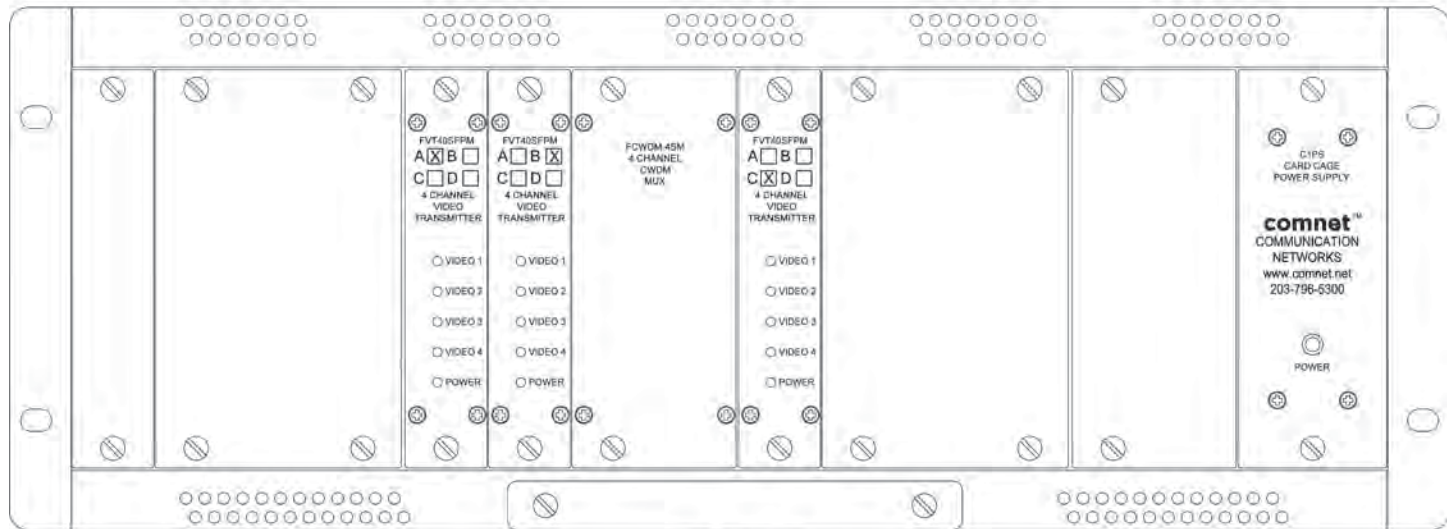 FVT40SFPM
A X B
C D
4 CHANNEL
VIDEO
TRANSMITTER
VIDEO 1
VIDEO 2
VIDEO 3
VIDEO 4
POWER
FVT40SFPM
A B X
C D
4 CHANNEL
VIDEO
TRANSMITTER
VIDEO 1
VIDEO 2
VIDEO 3
VIDEO 4
POWER
FCWDM-4SM
4 CHANNEL
CWDM
MUX
FVT40SFPM
A B
C X D
4 CHANNEL
VIDEO
TRANSMITTER
VIDEO 1
VIDEO 2
VIDEO 3
VIDEO 4
POWER
C1PS
CARD CAGE
POWER SUPPLY
comnet™
COMMUNICATION
NETWORKS
www.comnet.net
203-796-5300
POWER